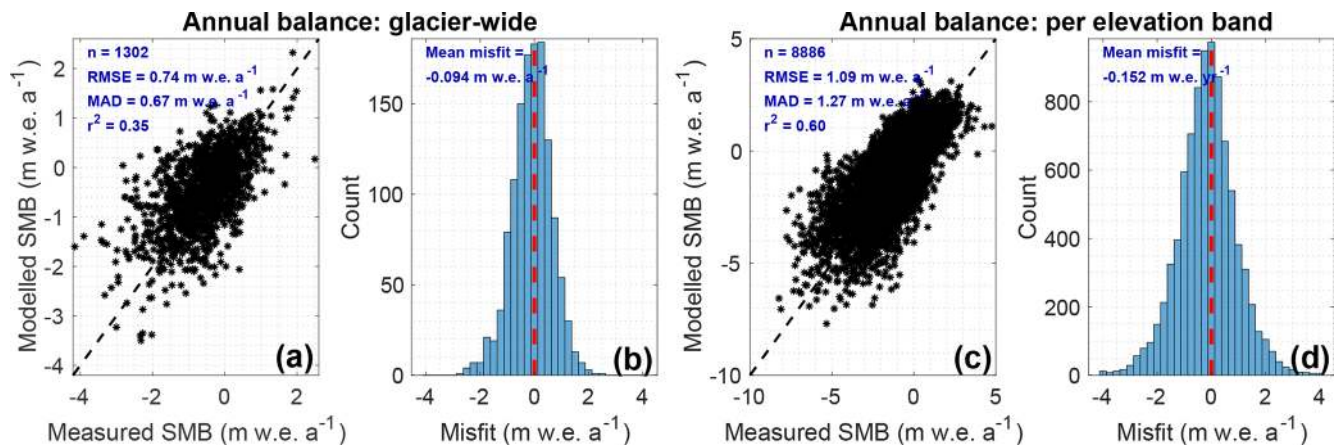 Annual balance: glacier-wide
Annual balance: per elevation band
n = 1302
RMSE = 0.74 m w.e. a⁻¹
MAD = 0.67 m w.e. a⁻¹
r² = 0.35
2
1
0
-1
-2
-3
-4
-4
-2
0
2
Modelled SMB (m w.e. a⁻¹)
Measured SMB (m w.e. a⁻¹)
(a)
Mean misfit =
-0.094 m w.e. a⁻¹
150
100
50
0
-4
-2
0
2
4
Count
Misfit (m w.e. a⁻¹)
(b)
n = 8886
RMSE = 1.09 m w.e. a⁻¹
MAD = 1.27 m w.e. a⁻¹
r² = 0.60
5
0
-5
-10
-10
-5
0
5
Modelled SMB (m w.e. a⁻¹)
Measured SMB (m w.e. a⁻¹)
(c)
Mean misfit =
-0.152 m w.e. yr⁻¹
800
600
400
200
0
-4
-2
0
2
4
Count
Misfit (m w.e. a⁻¹)
(d)